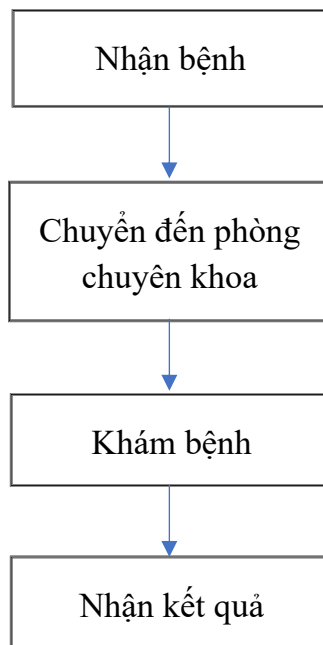 Nhận bệnh
Chuyển đến phòng
chuyên khoa
Khám bệnh
Nhận kết quả